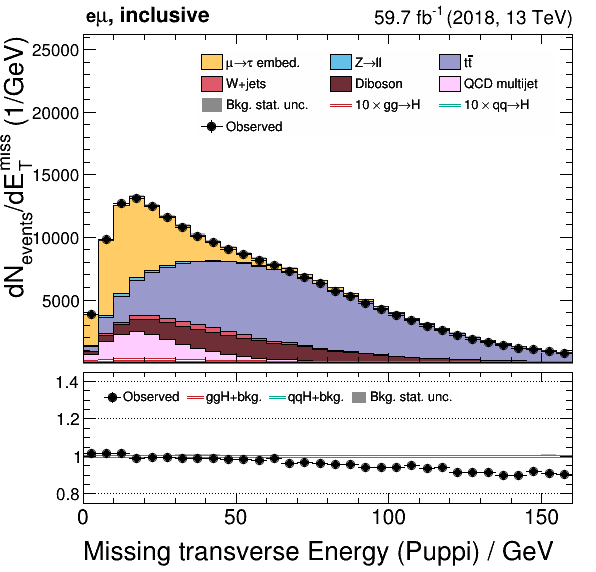 eμ, inclusive 59.7 fb⁻¹ (2018, 13 TeV)
dN_events/dE_T^miss (1/GeV)
25000
20000
15000
10000
5000
μ→τ embed. Z→ll tt̄
W+jets Diboson QCD multijet
Bkg. stat. unc. 10 × gg→H 10 × qq→H
Observed
1.4
1.2
1
0.8
Observed ggH+bkg. qqH+bkg. Bkg. stat. unc.
0 50 100 150
Missing transverse Energy (Puppi) / GeV